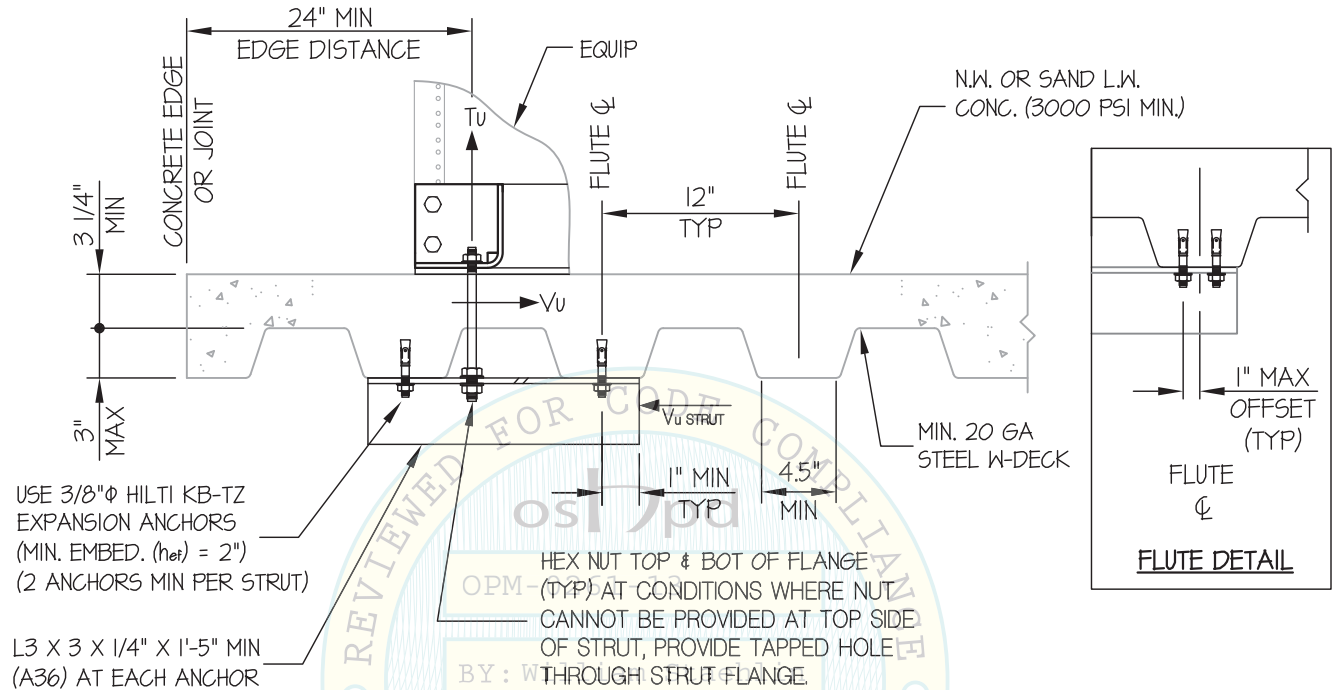 24" MIN
EDGE DISTANCE
CONCRETE EDGE
OR JOINT
EQUIP
Tu
FLUTE ℄
FLUTE ℄
N.W. OR SAND L.W.
CONC. (3000 PSI MIN.)
12"
TYP
3 1/4"
MIN
Vu
3"
MAX
Vu STRUT
1" MIN
TYP
4.5"
MIN
MIN. 20 GA
STEEL W-DECK
1" MAX
OFFSET
(TYP)
FLUTE
℄
FLUTE DETAIL
USE 3/8"Φ HILTI KB-TZ
EXPANSION ANCHORS
(MIN. EMBED. (hef) = 2")
(2 ANCHORS MIN PER STRUT)
L3 X 3 X 1/4" X 1'-5" MIN
(A36) AT EACH ANCHOR
HEX NUT TOP & BOT OF FLANGE
(TYP) AT CONDITIONS WHERE NUT
CANNOT BE PROVIDED AT TOP SIDE
OF STRUT, PROVIDE TAPPED HOLE
THROUGH STRUT FLANGE.
REVIEWED FOR CODE COMPLIANCE
oshpd
BY: